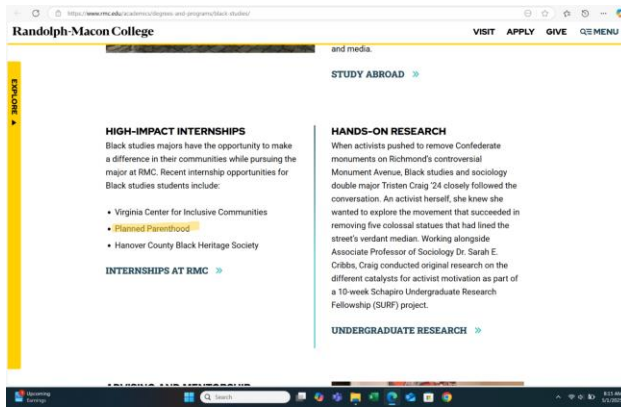 https://www.rmc.edu/academics/degrees-and-programs/black-studies/
Randolph-Macon College
VISIT APPLY GIVE MENU
and media.
STUDY ABROAD »
EXPLORE
HIGH-IMPACT INTERNSHIPS
Black studies majors have the opportunity to make
a difference in their communities while pursuing the
major at RMC. Recent internship opportunities for
Black studies students include:
• Virginia Center for Inclusive Communities
• Planned Parenthood
• Hanover County Black Heritage Society
INTERNSHIPS AT RMC »
HANDS-ON RESEARCH
When activists pushed to remove Confederate
monuments on Richmond's controversial
Monument Avenue, Black studies and sociology
double major Tristen Craig '24 closely followed the
conversation. An activist herself, she knew she
wanted to explore the movement that succeeded in
removing five colossal statues that had lined the
street's verdant median. Working alongside
Associate Professor of Sociology Dr. Sarah E.
Cribbs, Craig conducted original research on the
different catalysts for activist motivation as part of
a 10-week Schapiro Undergraduate Research
Fellowship (SURF) project.
UNDERGRADUATE RESEARCH »
ADVISING AND MENTORSHIP
Upcoming
Earnings
Search
8:15 AM